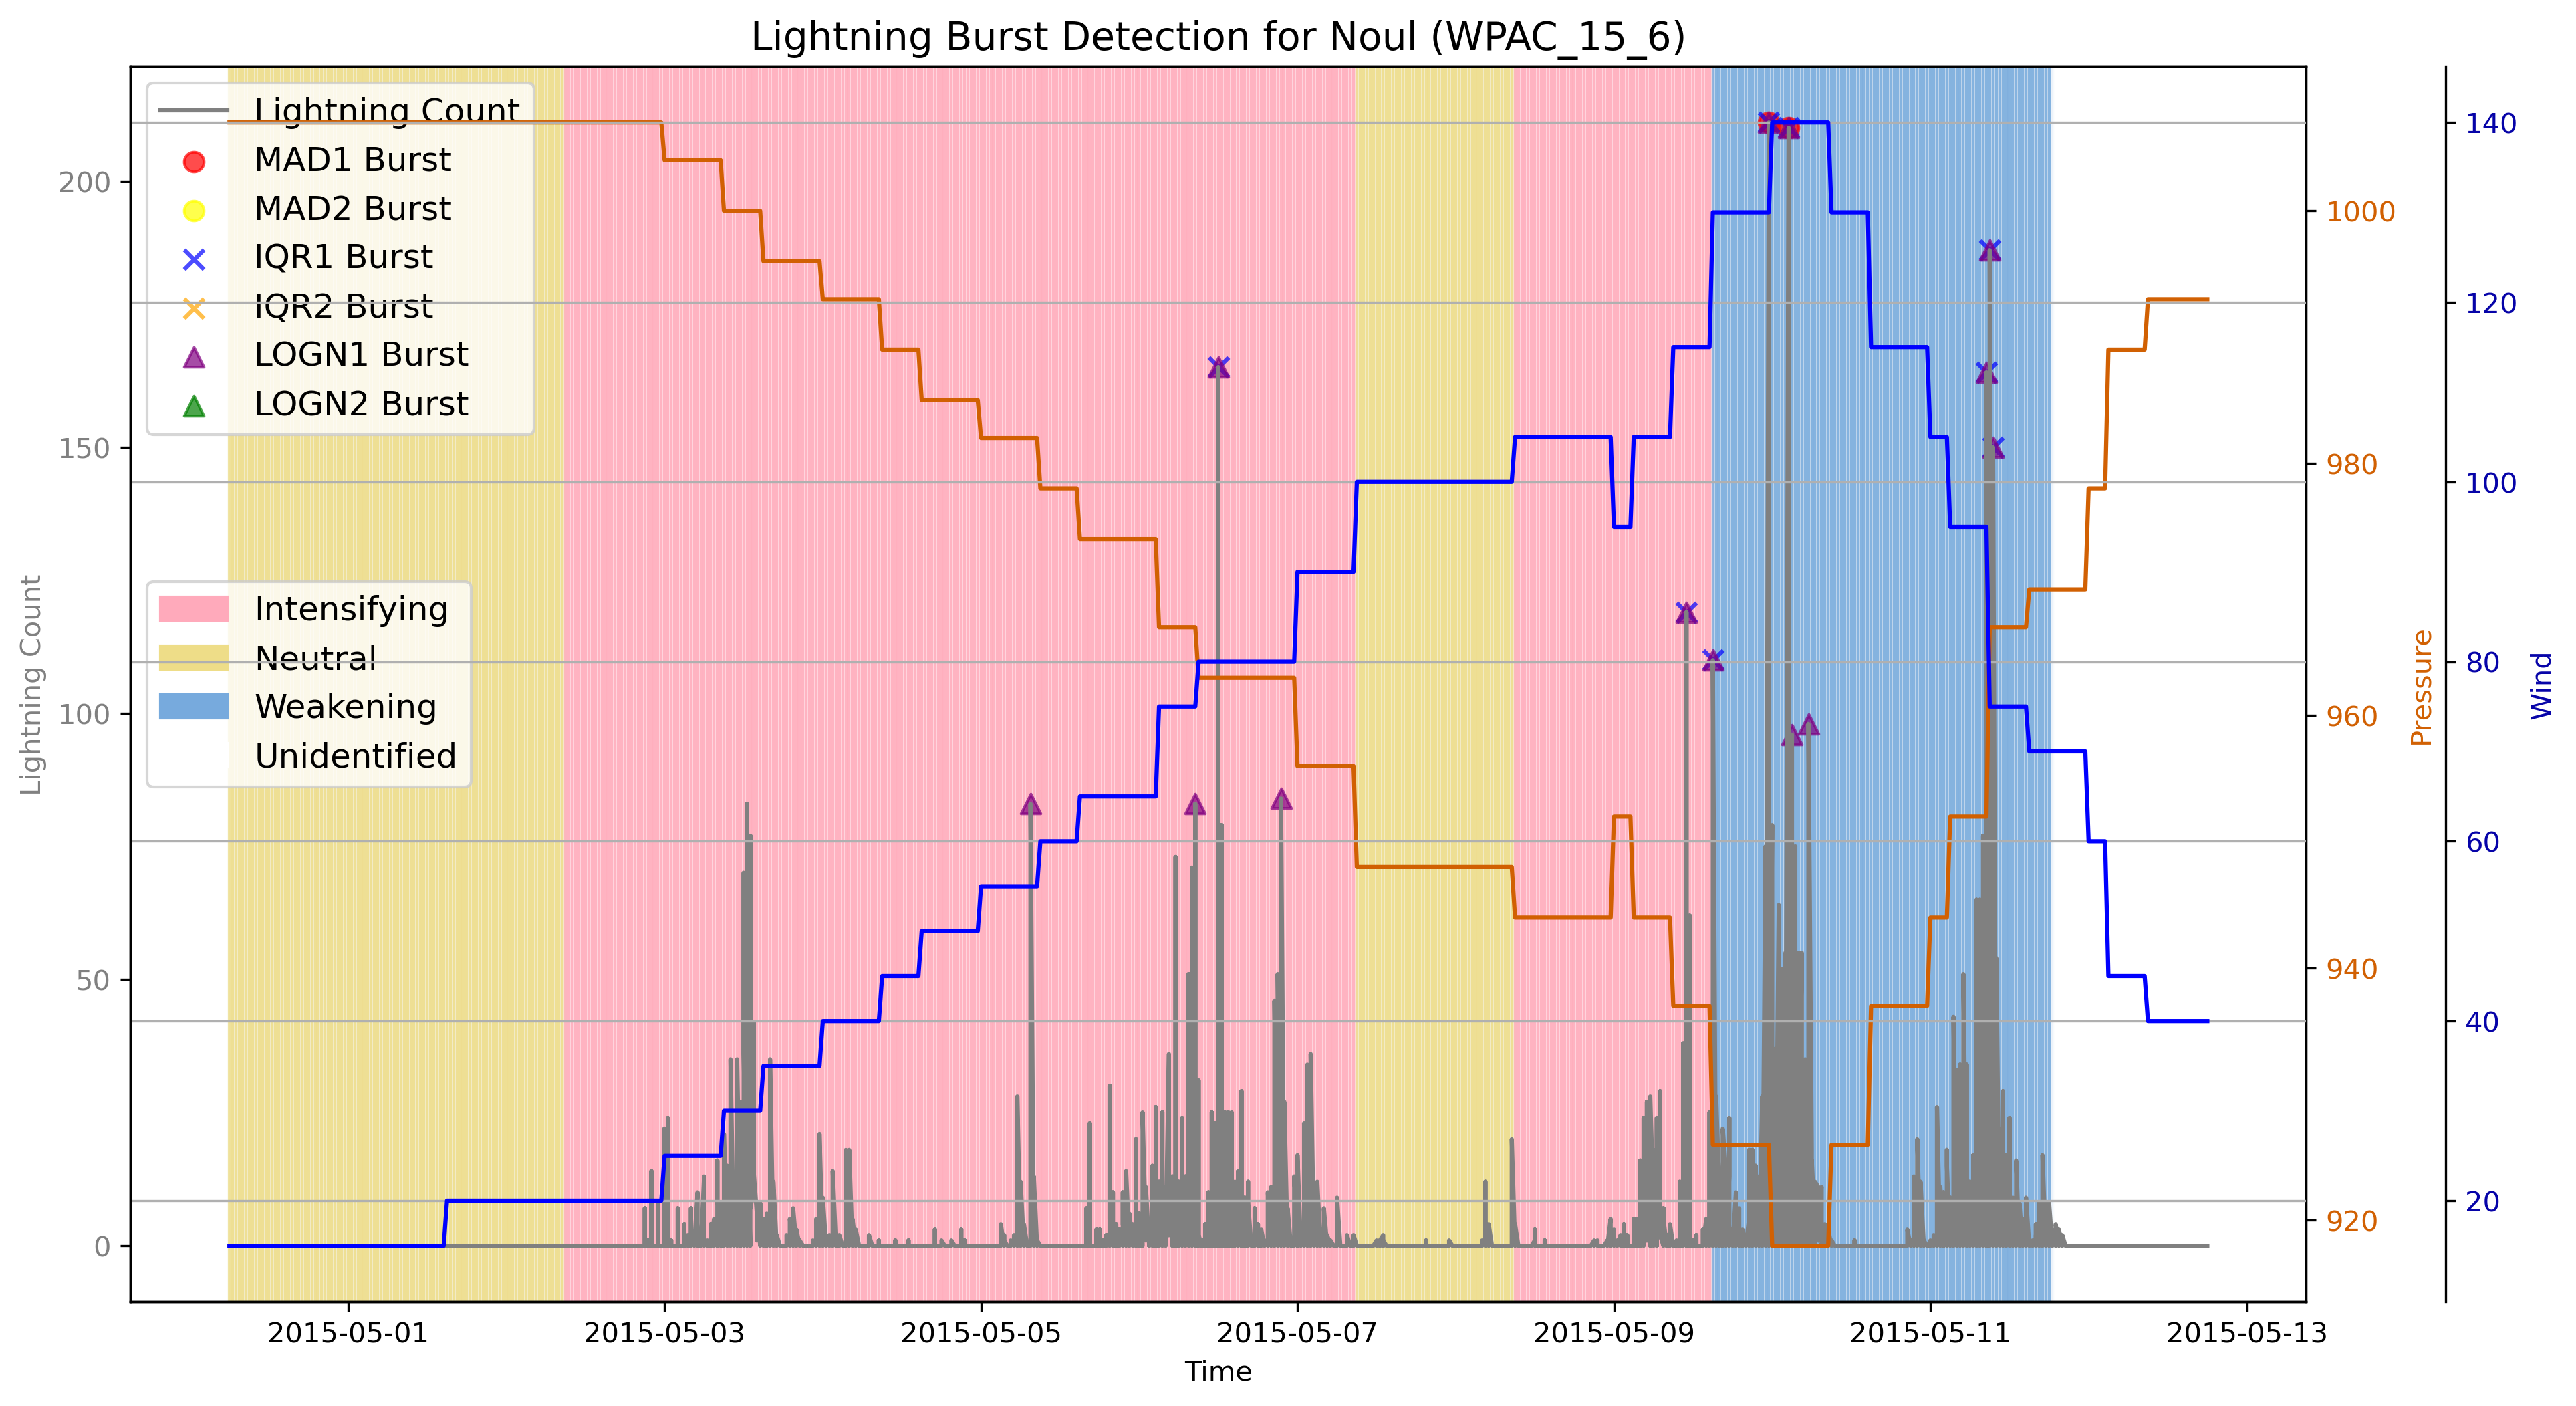 Lightning Burst Detection for Noul (WPAC_15_6)
Lightning Count
MAD1 Burst
MAD2 Burst
IQR1 Burst
IQR2 Burst
LOGN1 Burst
LOGN2 Burst
Intensifying
Neutral
Weakening
Unidentified
Lightning Count
200
150
100
50
0
1000
980
960
940
920
Pressure
140
120
100
80
60
40
20
Wind
2015-05-01
2015-05-03
2015-05-05
2015-05-07
2015-05-09
2015-05-11
2015-05-13
Time